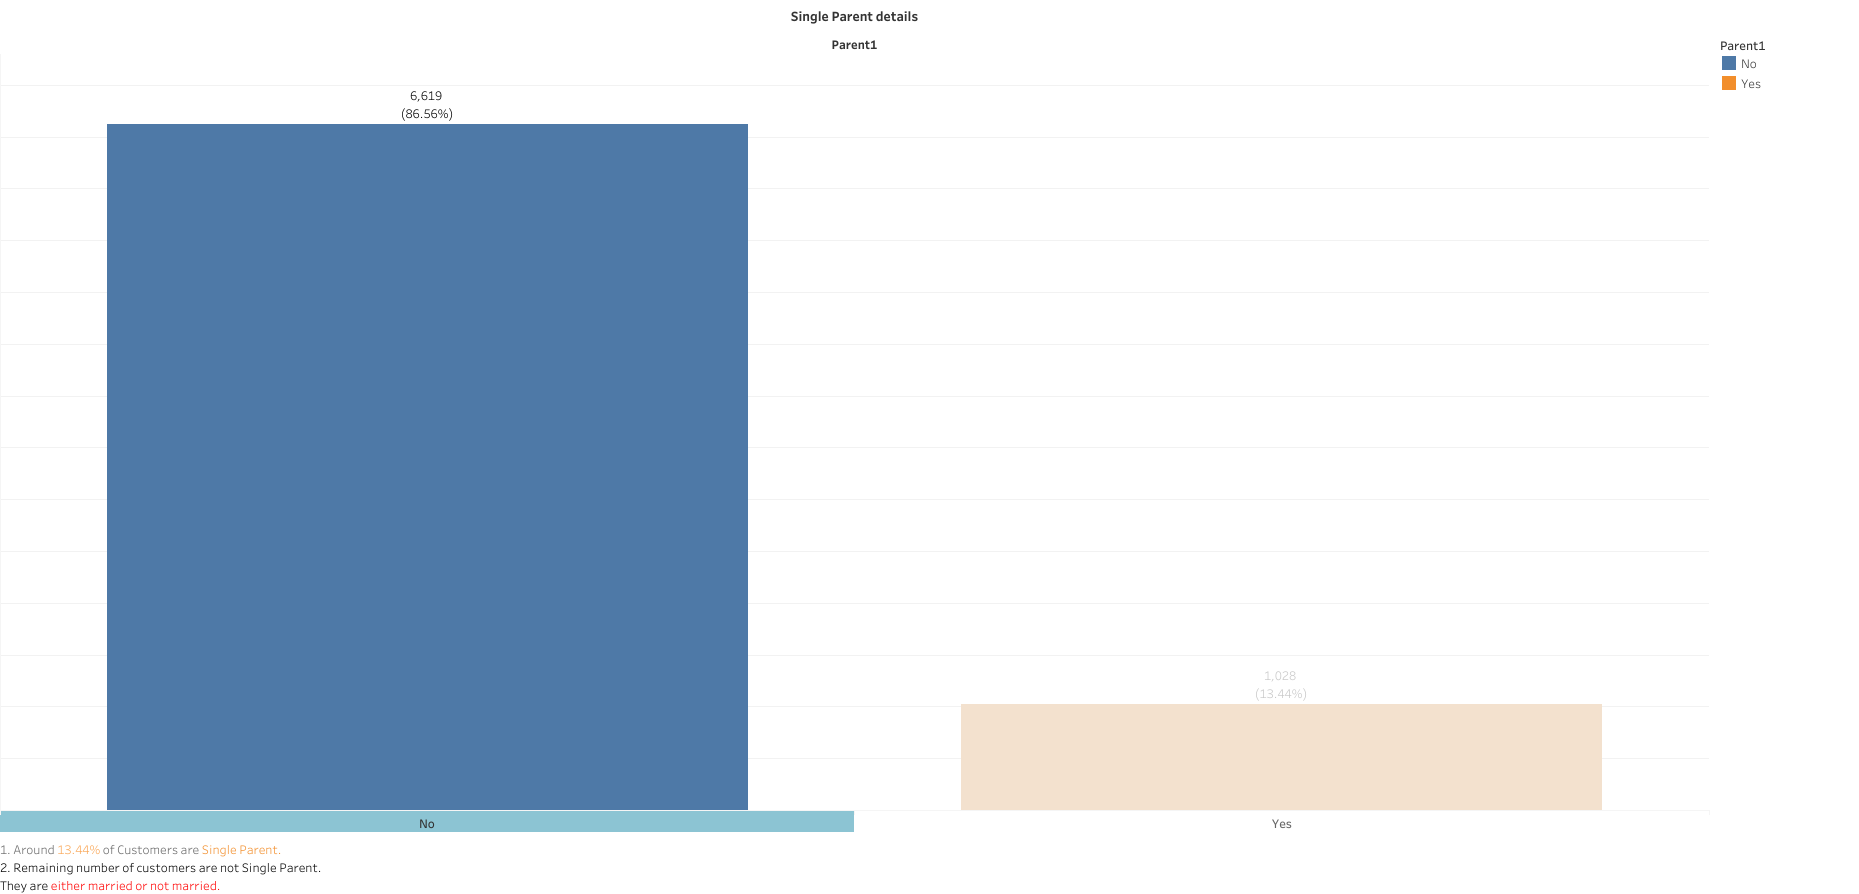 Single Parent details
Parent1
Parent1
No
Yes
6,619
(86.56%)
1,028
(13.44%)
No
Yes
1. Around 13.44% of Customers are Single Parent.
2. Remaining number of customers are not Single Parent.
They are either married or not married.